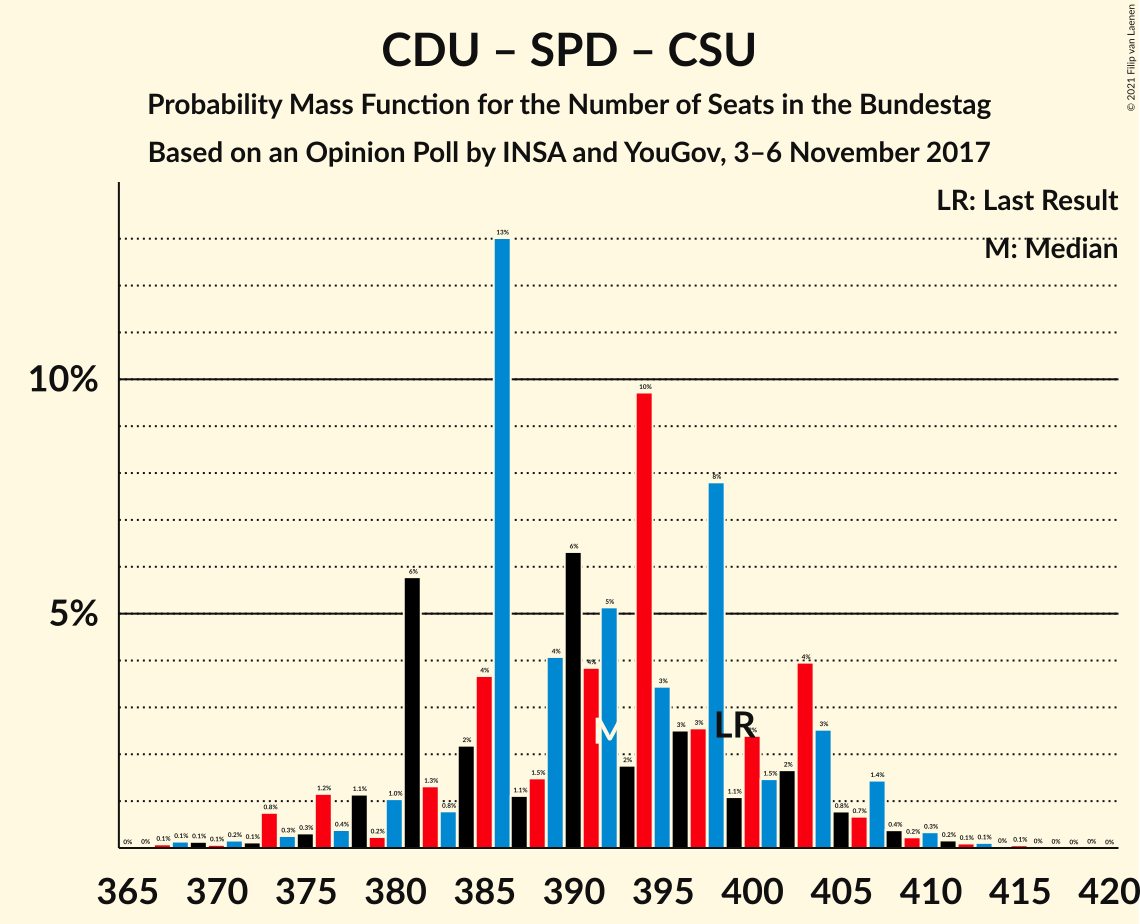 CDU – SPD – CSU
Probability Mass Function for the Number of Seats in the Bundestag
Based on an Opinion Poll by INSA and YouGov, 3–6 November 2017
© 2021 Filip van Laenen
LR: Last Result
M: Median
10%
5%
0% 0% 0.1% 0.1% 0.1% 0.1% 0.2% 0.1% 0.8% 0.3% 0.3% 1.2% 0.4% 1.1% 0.2% 1.0% 6% 1.3% 0.8% 2% 4% 13% 1.1% 1.5% 4% 6% 4% 5% 2% 10% 3% 3% 3% 8% 1.1% 1.5% 2% 4% 3% 0.8% 0.7% 1.4% 0.4% 0.2% 0.3% 0.2% 0.1% 0.1% 0% 0.1% 0% 0% 0% 0% 0%
M
LR
365 370 375 380 385 390 395 400 405 410 415 420